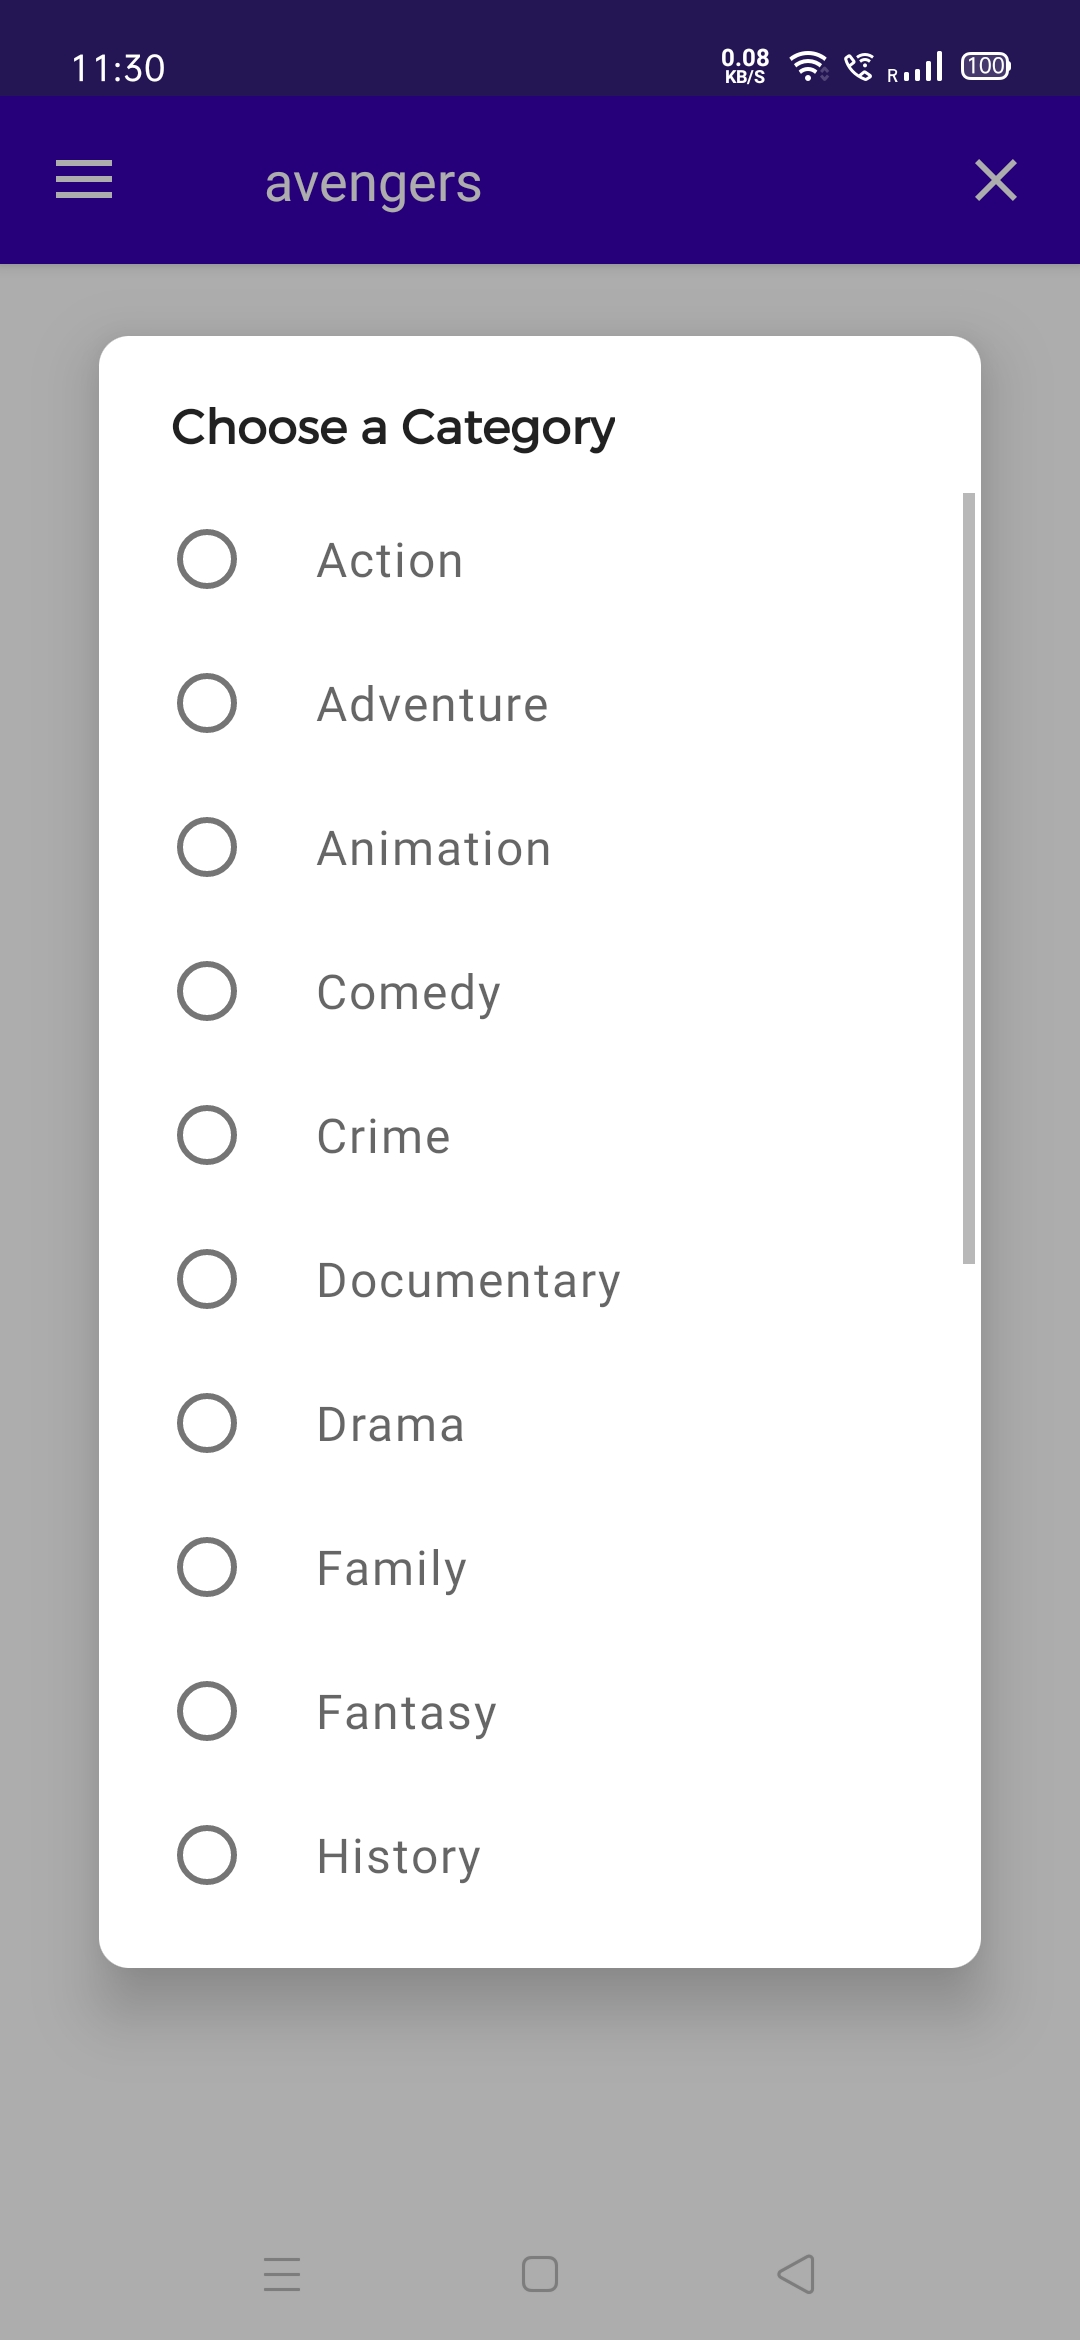 11:30
0.08
KB/S
R
100
avengers
Choose a Category
Action
Adventure
Animation
Comedy
Crime
Documentary
Drama
Family
Fantasy
History